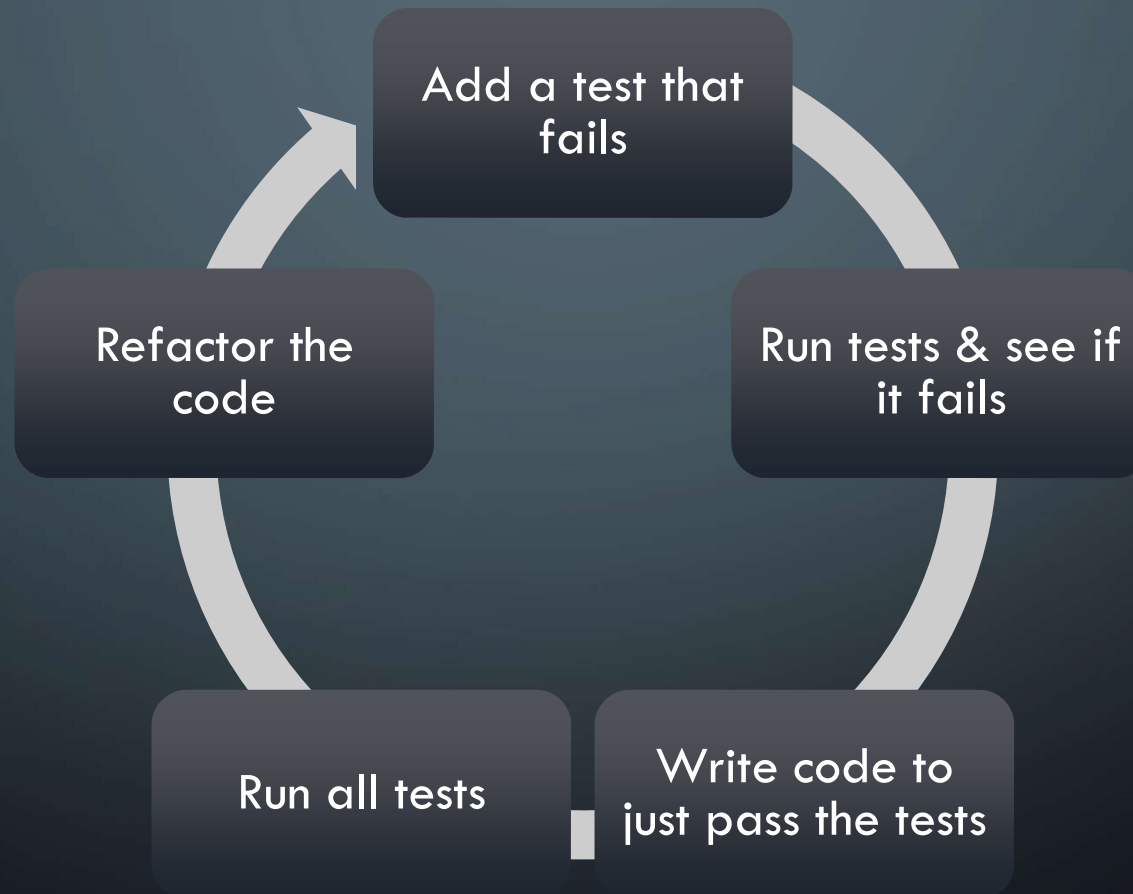 Add a test that
fails
Run tests & see if
it fails
Write code to
just pass the tests
Run all tests
Refactor the
code